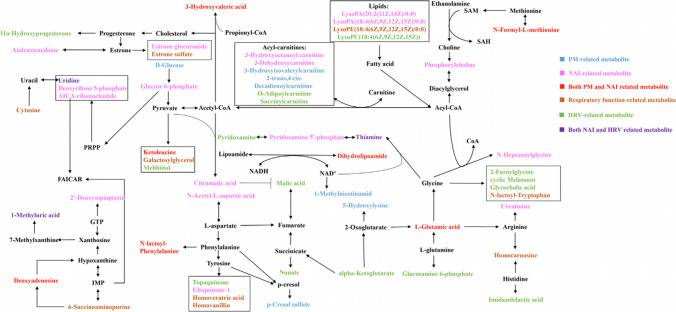 3-Hydroxyvaleric acid
Lipids:
LysoPA(20:2(11Z,14Z)/0:0)
LysoPA(18:4(6Z,9Z,12Z,15Z)/0:0)
LysoPE(18:4(6Z,9Z,12Z,15Z)/0:0)
LysoPC(18:4(6Z,9Z,12Z,15Z))
Ethanolamine
SAM
Methionine
N-Formyl-L-methionine
SAH
Choline
Phosphorylcholine
11a-Hydroxyprogesterone
Progesterone
Cholesterol
Propionyl-CoA
Androstenedione
Estrone
Estrone glucuronide
Estrone sulfate
Acyl-carnitines:
3-Hydroxyoctanoyl carnitine
3-Dehydroxycarnitine
3-Hydroxyisovalerylcarnitine
2-trans,4-cis-
Decadienoylcarnitine
O-Adipoylcarnitine
Succinylcarnitine
Fatty acid
Carnitine
Diacylglycerol
Acyl-CoA
PM-related metabolite
NAI-related metabolite
Both PM and NAI related metabolite
Respiratory function-related metabolite
HRV-related metabolite
Both NAI and HRV related metabolite
D-Glucose
Glucose 6-phosphate
Uracil
Uridine
Deoxyribose 5-phosphate
AICA-ribonucleotide
Cytosine
Pyruvate
Acetyl-CoA
PRPP
FAICAR
Ketoleucine
Galactosylglycerol
Melibiitol
Pyridoxamine
Pyridoxamine 5'-phosphate
Thiamine
Lipoamide
Dihydrolipoamide
NADH
NAD+
1-Methylnicotinamid
CoA
N-Heptanoylglycine
Glycine
2-Furoylglycine
cyclic Melatonin
Glycocholic acid
N-lactoyl-Tryptophan
Citramalic acid
Malic acid
N-Acetyl-L-aspartic acid
5-Hydroxylysine
Creatinine
2'-Deoxysepiapterin
1-Methyluric acid
GTP
7-Methylxanthine
Xanthosine
Hypoxanthine
Deoxyadenosine
IMP
6-Succinoaminopurine
L-aspartate
Fumarate
2-Oxoglutarate
L-Glutamic acid
Arginine
N-lactoyl-Phenylalanine
Phenylalanine
Succinicate
L-glutamine
Homocarnosine
Tyrosine
Nonate
alpha-Ketoglutarate
Glucosamine 6-phosphate
Histidine
Topaquinone
Ubiquinone-1
Homoveratric acid
Homovanillin
p-cresol
p-Cresol sulfate
Imidazolelactic acid